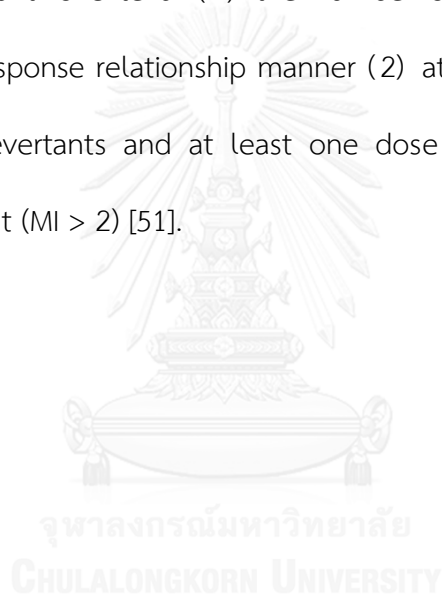 sponse relationship manner (2) at
evertants and at least one dose
t (MI > 2) [51].
จุฬาลงกรณ์มหาวิทยาลัย
CHULALONGKORN UNIVERSITY